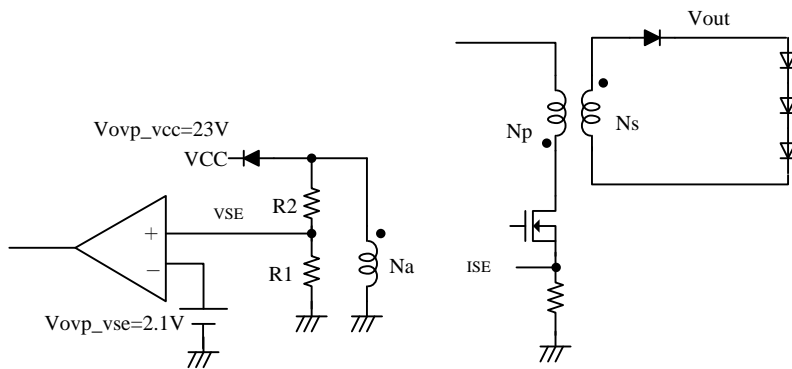 Vout
Np
Ns
Vovp_vcc=23V
VCC
R2
VSE
+
R1
Na
−
ISE
Vovp_vse=2.1V